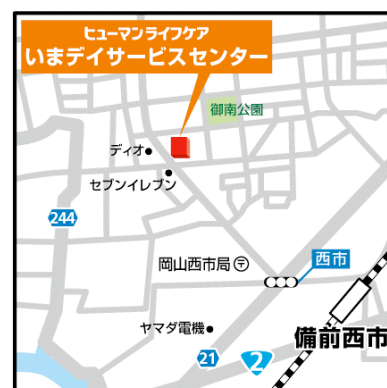 ヒューマンライフケア
いまデイサービスセンター
御南公園
ディオ
セブンイレブン
244
岡山西市局
西市
ヤマダ電機
備前西市
21
2